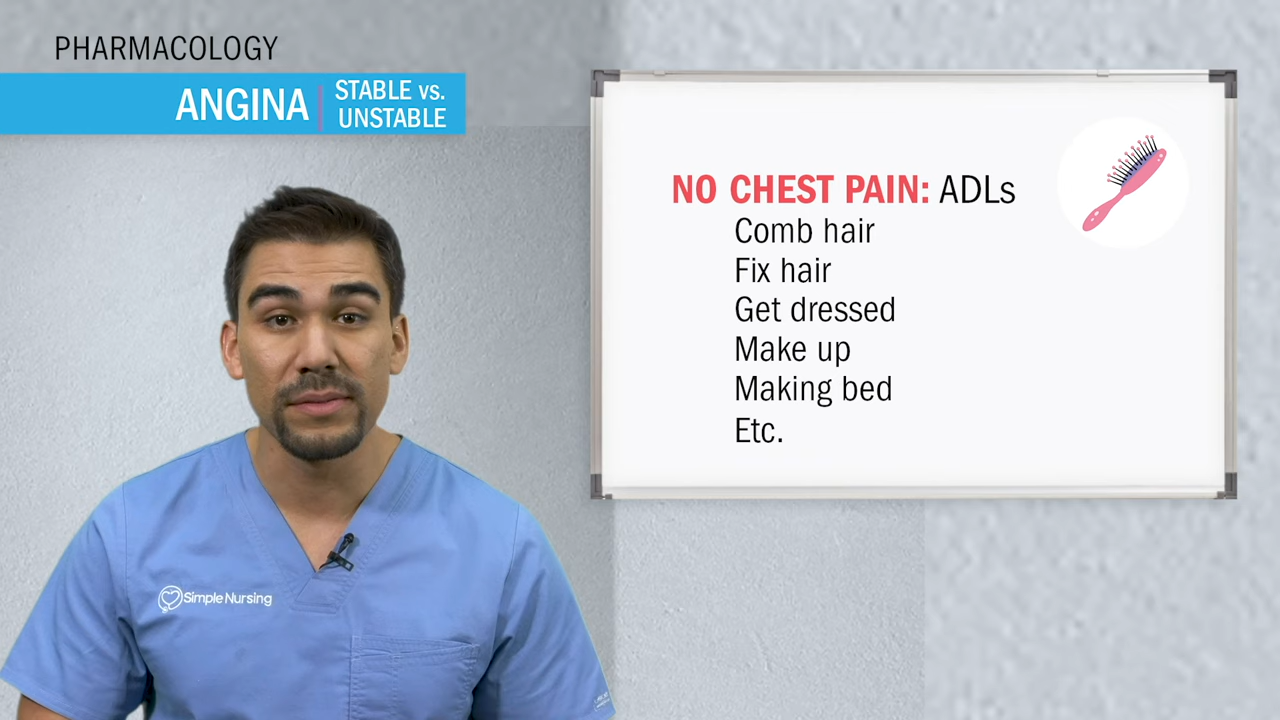 PHARMACOLOGY
ANGINA
STABLE vs.
UNSTABLE
NO CHEST PAIN: ADLs
Comb hair
Fix hair
Get dressed
Make up
Making bed
Etc.
Simple Nursing